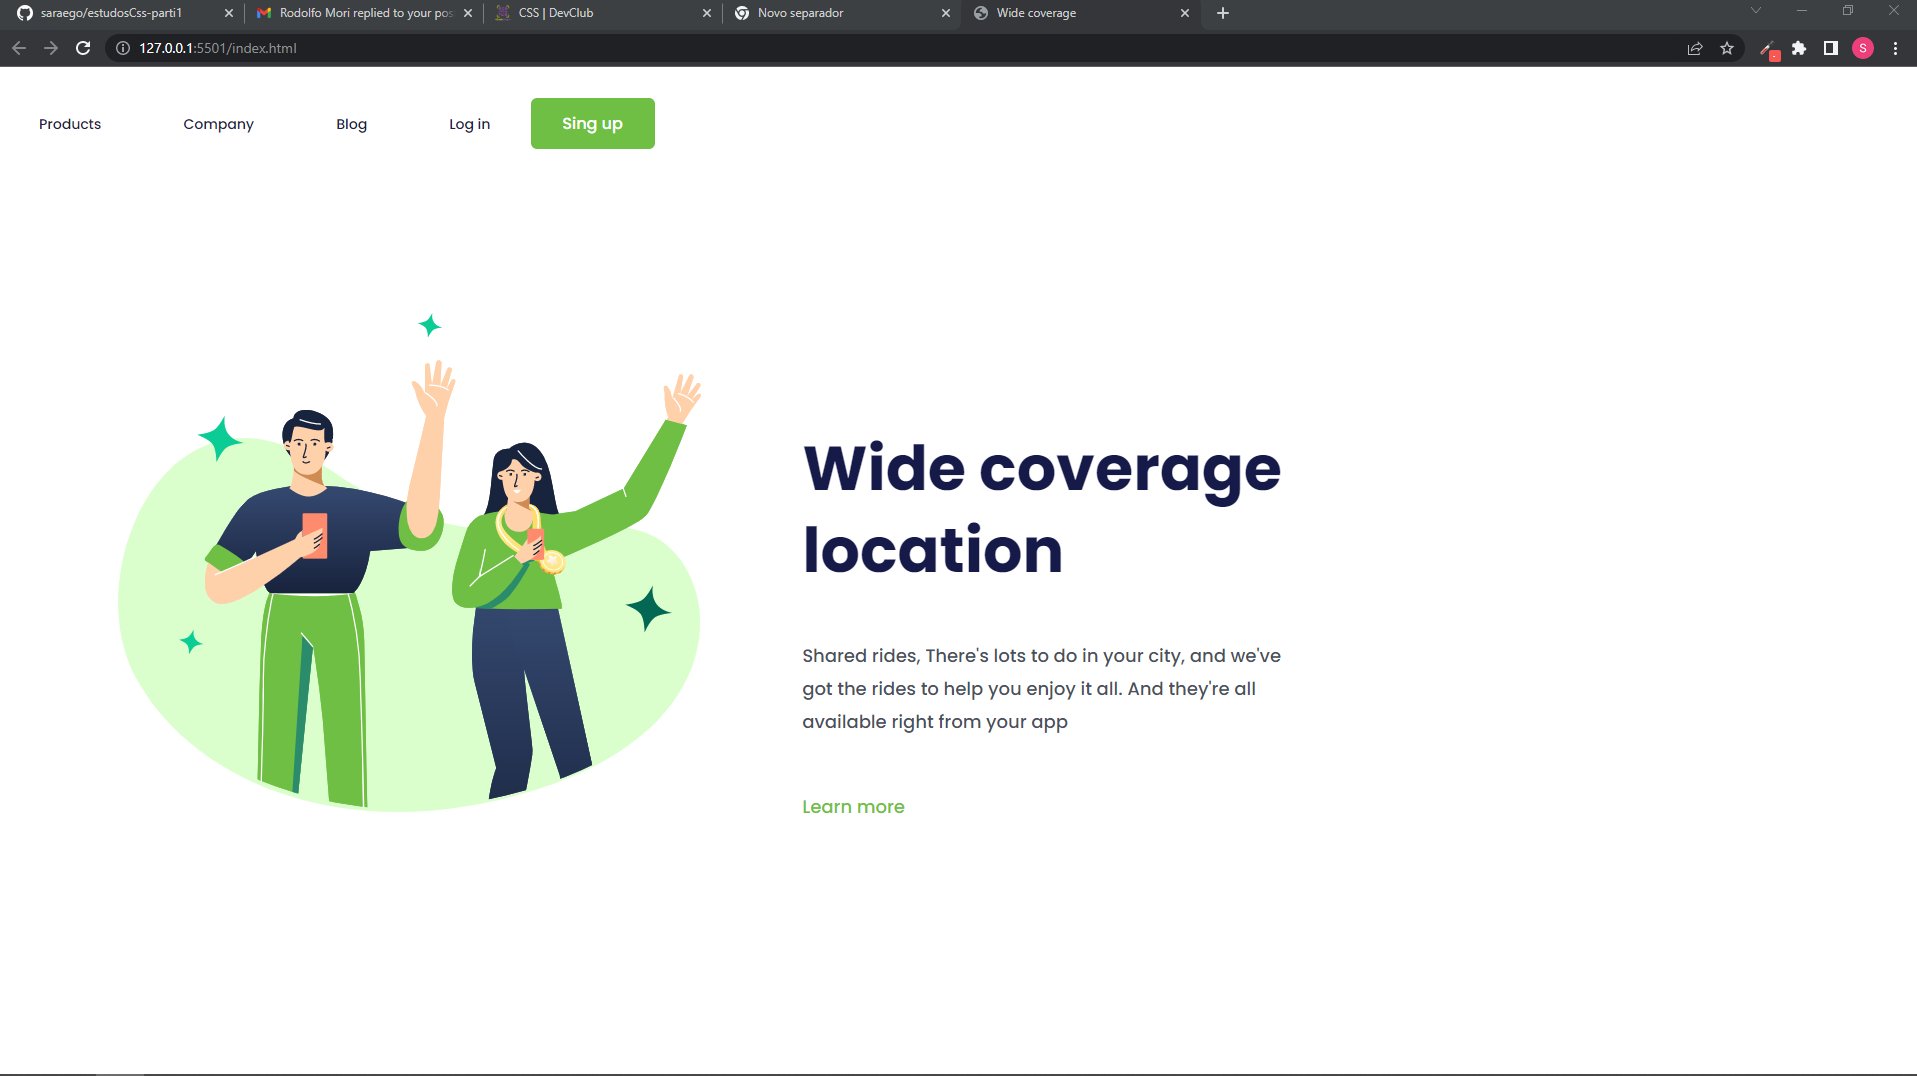 saraego/estudosCss-parti1
Rodolfo Mori replied to your pos
CSS | DevClub
Novo separador
Wide coverage
127.0.0.1:5501/index.html
S
Products
Company
Blog
Log in
Sing up
Wide coverage
location
Shared rides, There's lots to do in your city, and we've
got the rides to help you enjoy it all. And they're all
available right from your app
Learn more